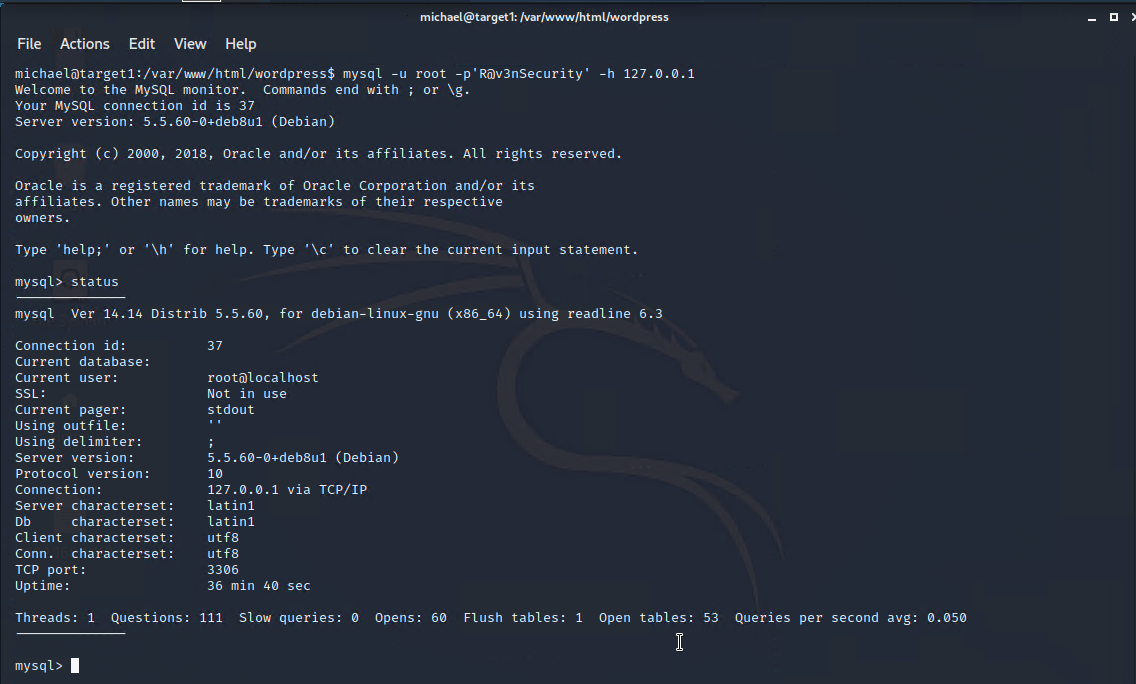 michael@target1: /var/www/html/wordpress
File Actions Edit View Help
michael@target1:/var/www/html/wordpress$ mysql -u root -p'R@v3nSecurity' -h 127.0.0.1
Welcome to the MySQL monitor.  Commands end with ; or \g.
Your MySQL connection id is 37
Server version: 5.5.60-0+deb8u1 (Debian)
Copyright (c) 2000, 2018, Oracle and/or its affiliates. All rights reserved.
Oracle is a registered trademark of Oracle Corporation and/or its
affiliates. Other names may be trademarks of their respective
owners.
Type 'help;' or '\h' for help. Type '\c' to clear the current input statement.
mysql> status
--------------
mysql  Ver 14.14 Distrib 5.5.60, for debian-linux-gnu (x86_64) using readline 6.3
Connection id:          37
Current database:
Current user:           root@localhost
SSL:                    Not in use
Current pager:          stdout
Using outfile:          ''
Using delimiter:        ;
Server version:         5.5.60-0+deb8u1 (Debian)
Protocol version:       10
Connection:             127.0.0.1 via TCP/IP
Server characterset:    latin1
Db     characterset:    latin1
Client characterset:    utf8
Conn.  characterset:    utf8
TCP port:               3306
Uptime:                 36 min 40 sec
Threads: 1  Questions: 111  Slow queries: 0  Opens: 60  Flush tables: 1  Open tables: 53  Queries per second avg: 0.050
--------------
mysql>